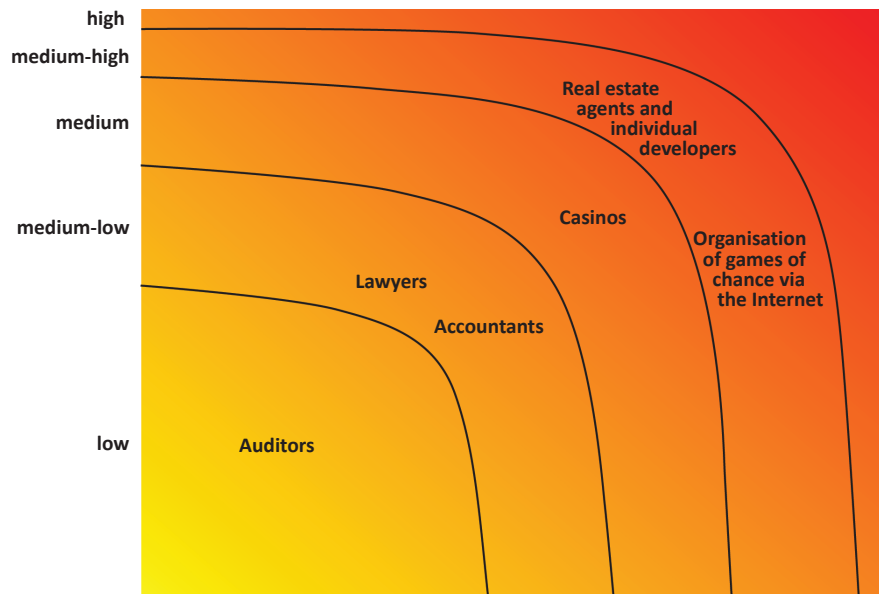 high
medium-high
medium
medium-low
low
Real estate
agents and
individual
developers
Casinos
Organisation
of games of
chance via
the Internet
Lawyers
Accountants
Auditors